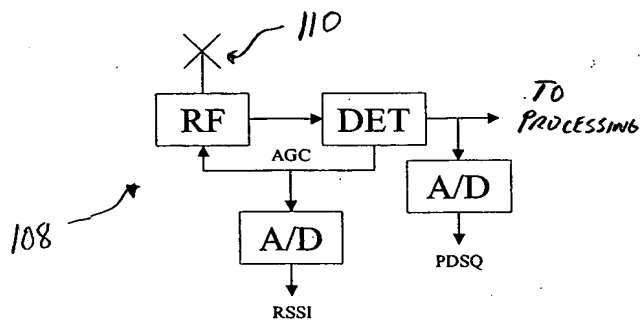 110
RF
DET
TO
PROCESSING
AGC
A/D
A/D
108
PDSQ
RSSI